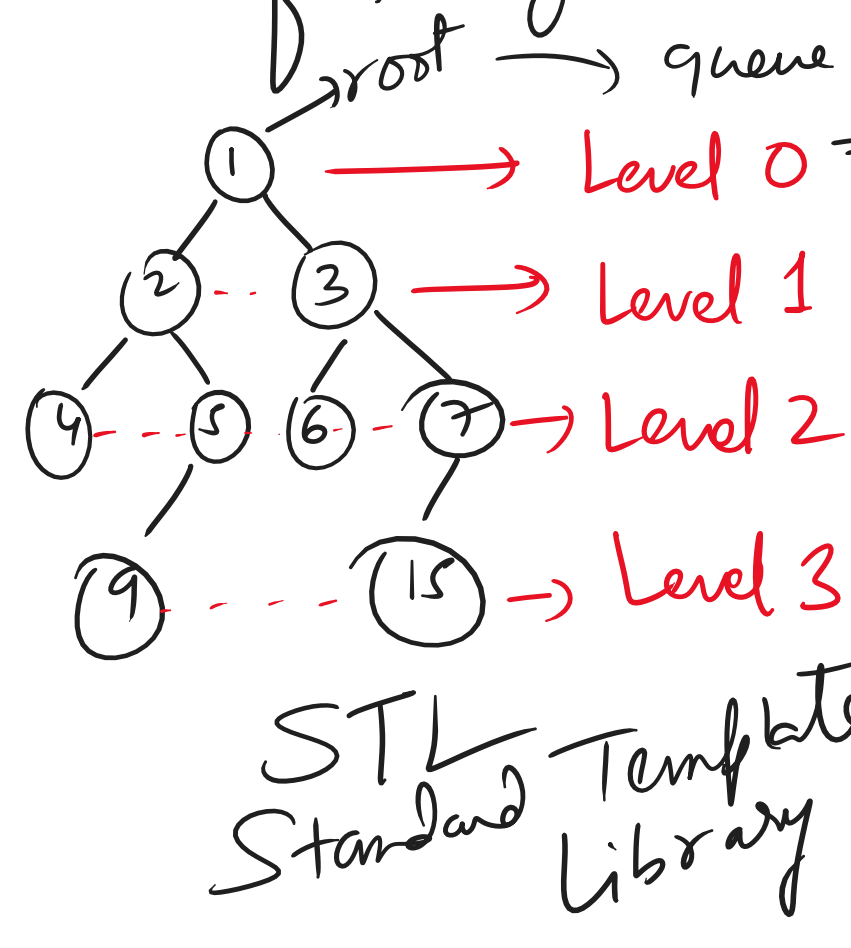 root → queue
1 → Level 0
2 3 → Level 1
4 5 6 7 → Level 2
9 15 → Level 3
STL
Standard Template
Library